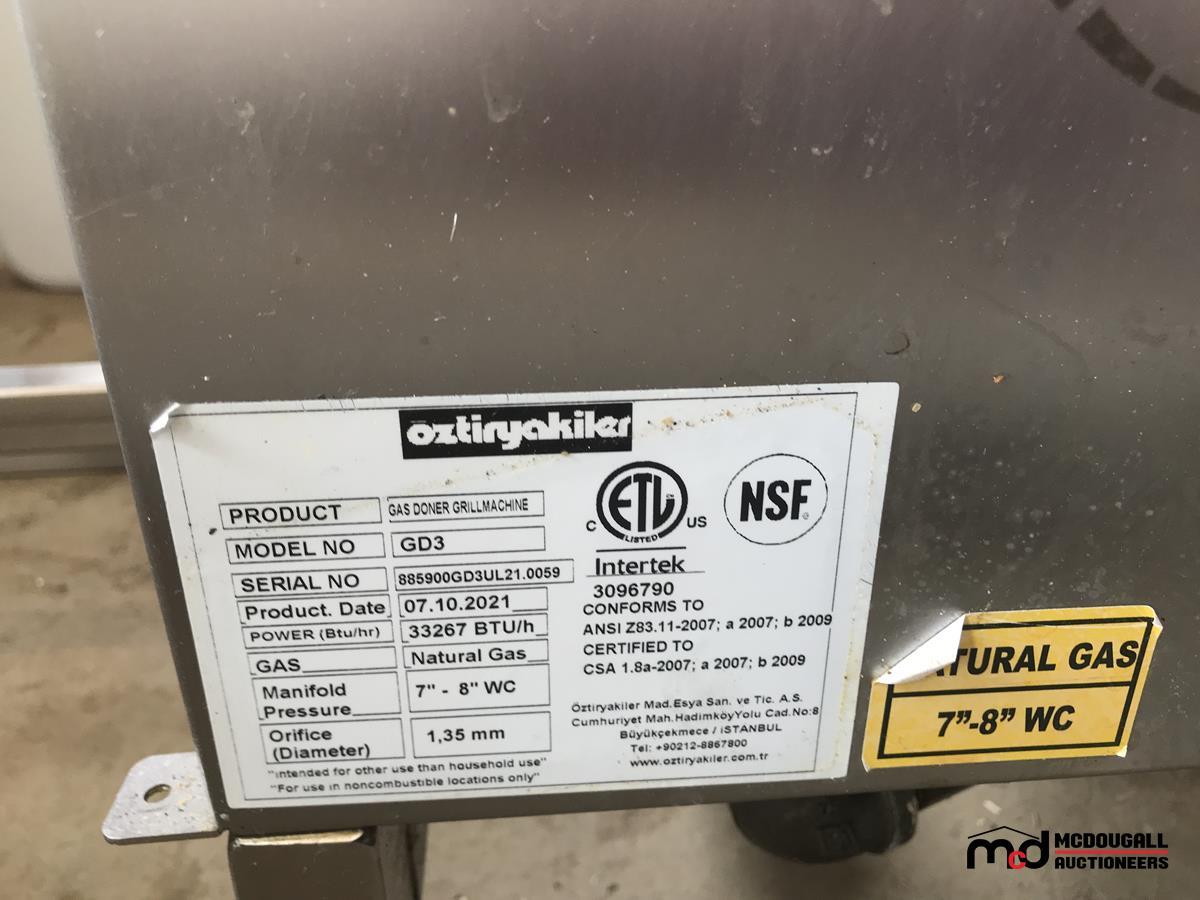 öztiryakiler
PRODUCT GAS DONER GRILLMACHINE
MODEL NO GD3
SERIAL NO 885900GD3UL21.0059
Product. Date 07.10.2021
POWER (Btu/hr) 33267 BTU/h
GAS Natural Gas
Manifold Pressure 7" - 8" WC
Orifice (Diameter) 1,35 mm
"intended for other use than household use"
"For use in noncombustible locations only"
C ETL US
LISTED
Intertek
3096790
CONFORMS TO
ANSI Z83.11-2007; a 2007; b 2009
CERTIFIED TO
CSA 1.8a-2007; a 2007; b 2009
NSF
Öztiryakiler Mad. Esya San. ve Tic. A.S.
Cumhuriyet Mah. HadimköyYolu Cad. No:8
Büyükçekmece / iSTANBUL
Tel: +90212-8867800
www.oztiryakiler.com.tr
TURAL GAS
7"-8" WC
mcd MCDOUGALL
AUCTIONEERS